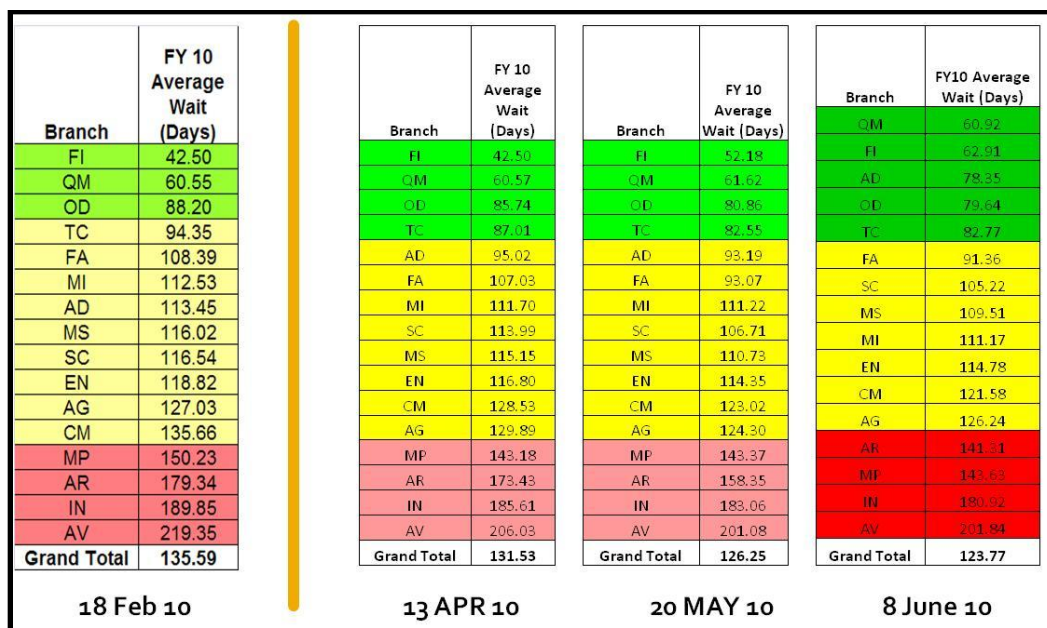 Branch FY 10 Average Wait (Days)
FI 42.50
QM 60.55
OD 88.20
TC 94.35
FA 108.39
MI 112.53
AD 113.45
MS 116.02
SC 116.54
EN 118.82
AG 127.03
CM 135.66
MP 150.23
AR 179.34
IN 189.85
AV 219.35
Grand Total 135.59
18 Feb 10
Branch FY 10 Average Wait (Days)
FI 42.50
QM 60.57
OD 85.74
TC 87.01
AD 95.02
FA 107.03
MI 111.70
SC 113.99
MS 115.15
EN 116.80
CM 128.53
AG 129.89
MP 143.18
AR 173.43
IN 185.61
AV 206.03
Grand Total 131.53
13 APR 10
Branch FY 10 Average Wait (Days)
FI 52.18
QM 61.62
OD 80.86
TC 82.55
AD 93.19
FA 93.07
MI 111.22
SC 106.71
MS 110.73
EN 114.35
CM 123.02
AG 124.30
MP 143.37
AR 158.35
IN 183.06
AV 201.08
Grand Total 126.25
20 MAY 10
Branch FY10 Average Wait (Days)
QM 60.92
FI 62.91
AD 78.35
OD 79.64
TC 82.77
FA 91.36
SC 105.22
MS 109.51
MI 111.17
EN 114.78
CM 121.58
AG 126.24
AR 141.31
MP 143.63
IN 180.92
AV 201.84
Grand Total 123.77
8 June 10